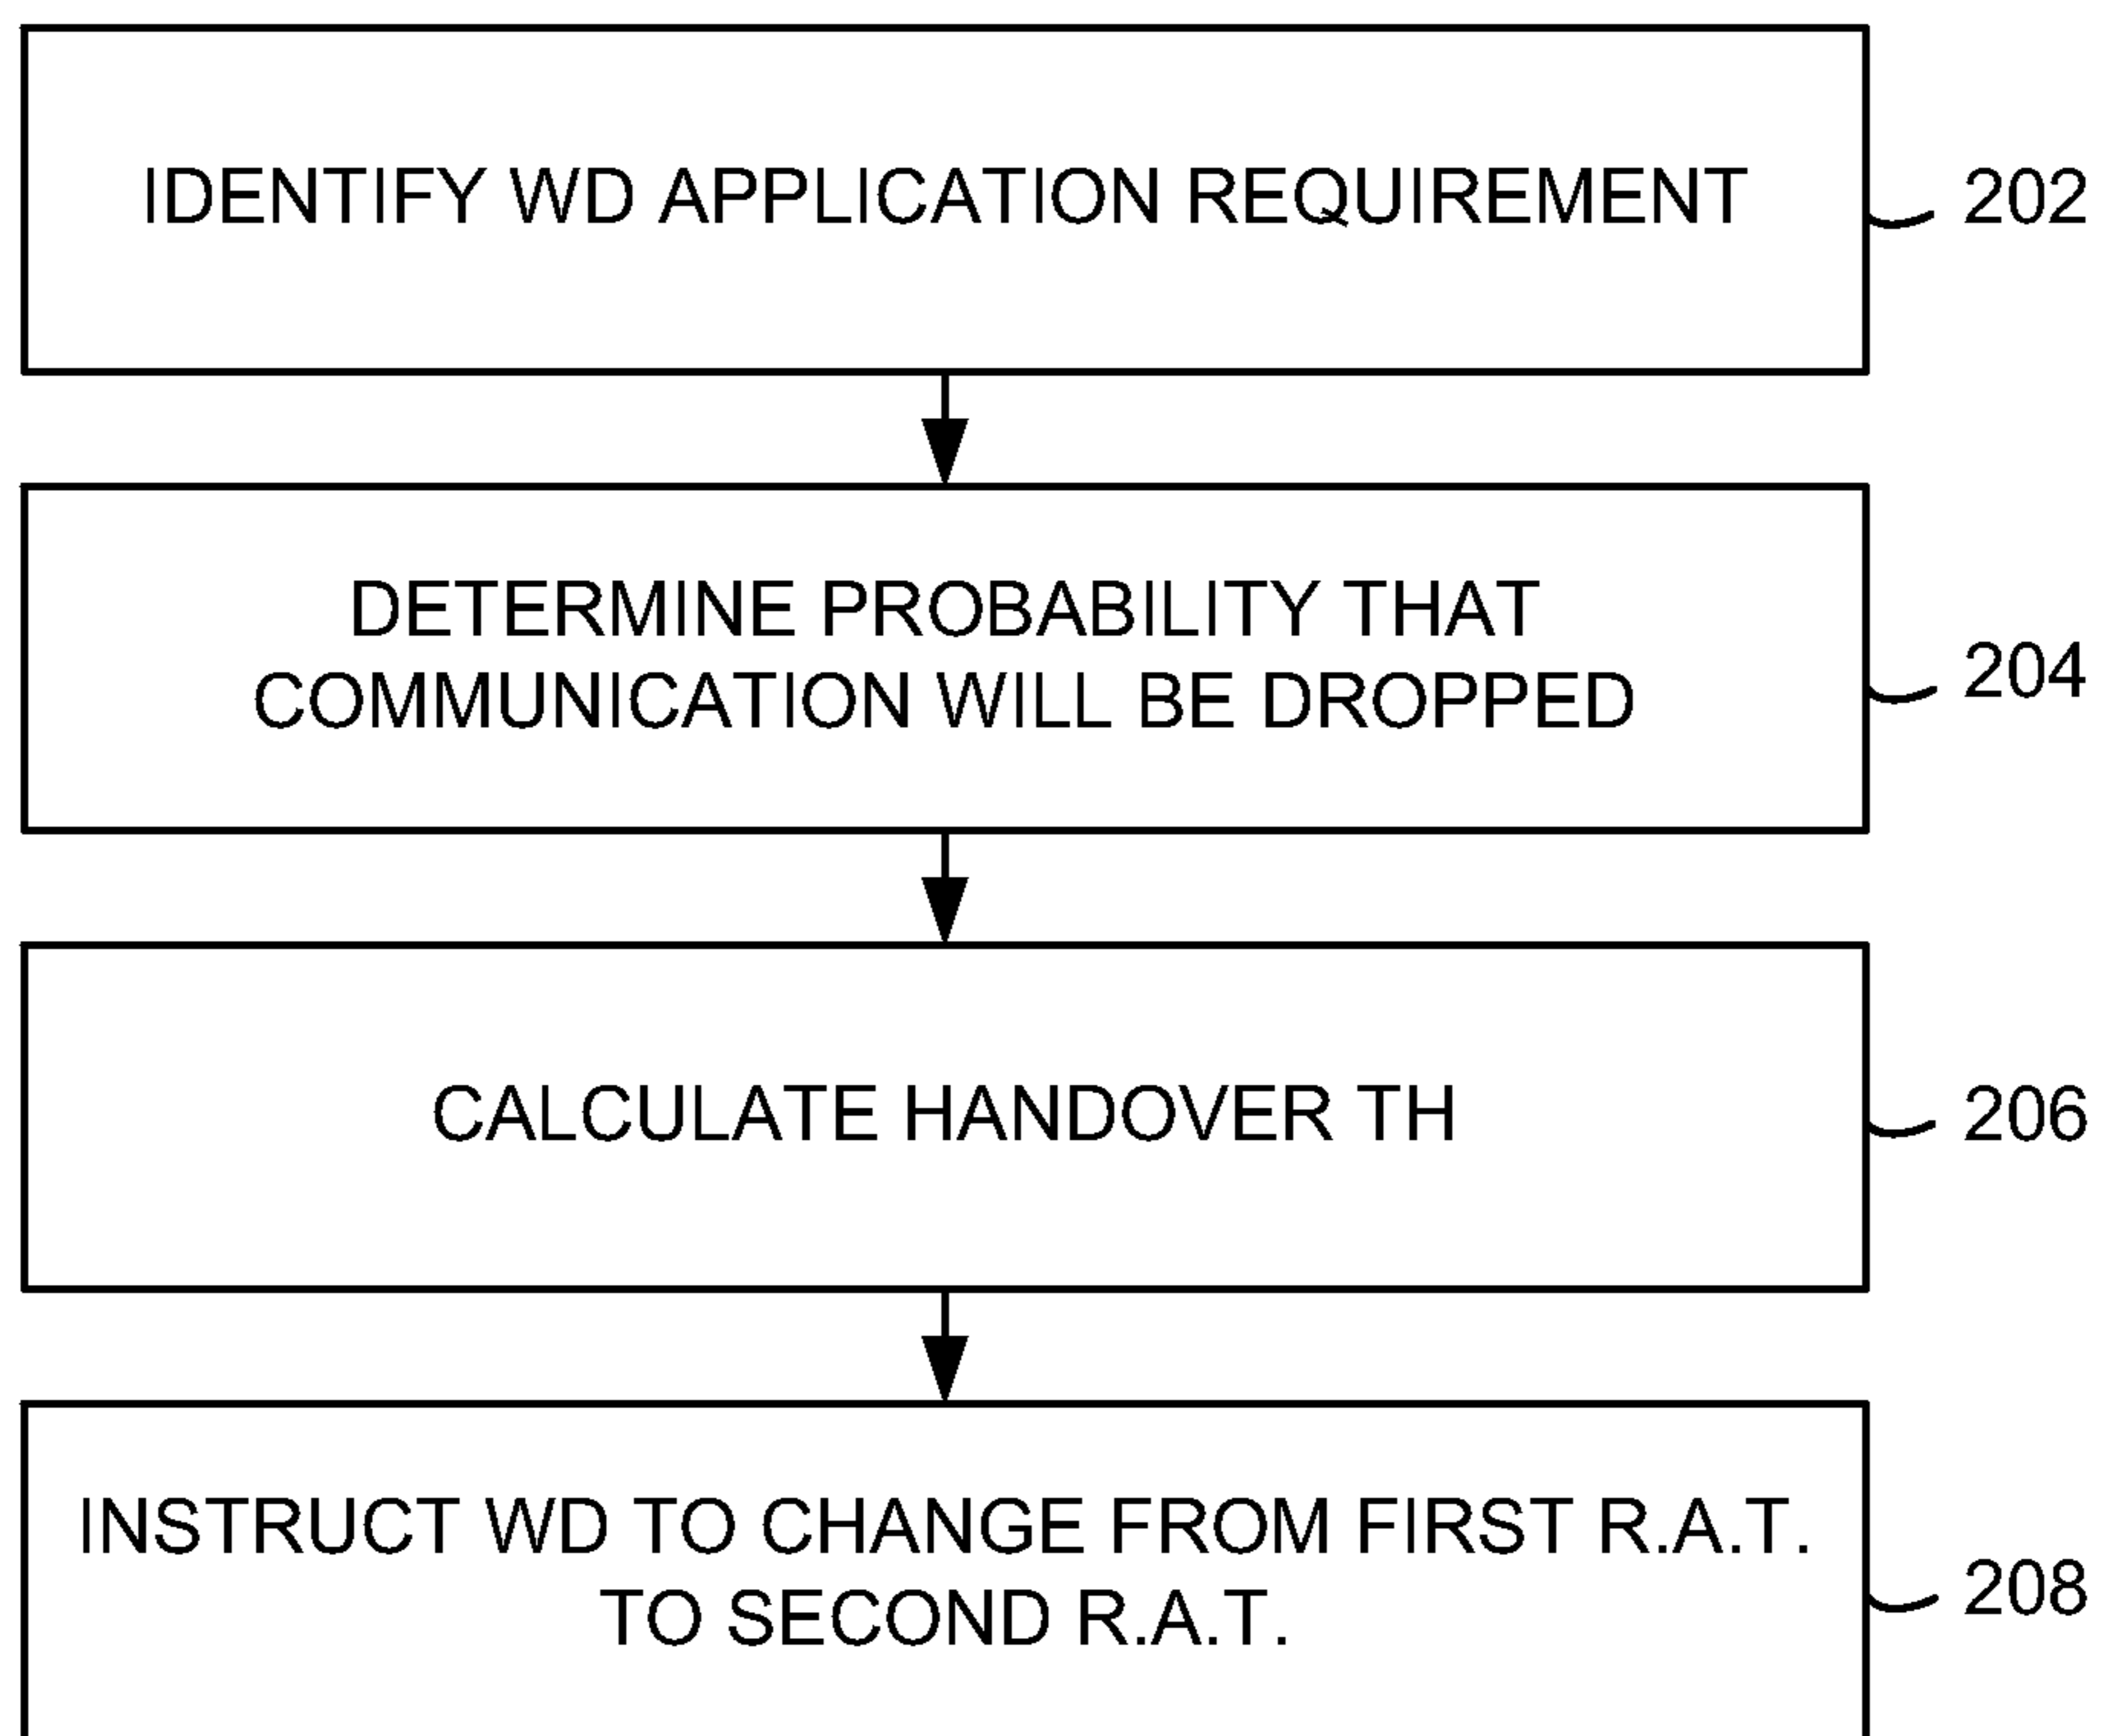 IDENTIFY WD APPLICATION REQUIREMENT
202
DETERMINE PROBABILITY THAT
COMMUNICATION WILL BE DROPPED
204
CALCULATE HANDOVER TH
206
INSTRUCT WD TO CHANGE FROM FIRST R.A.T.
TO SECOND R.A.T.
208